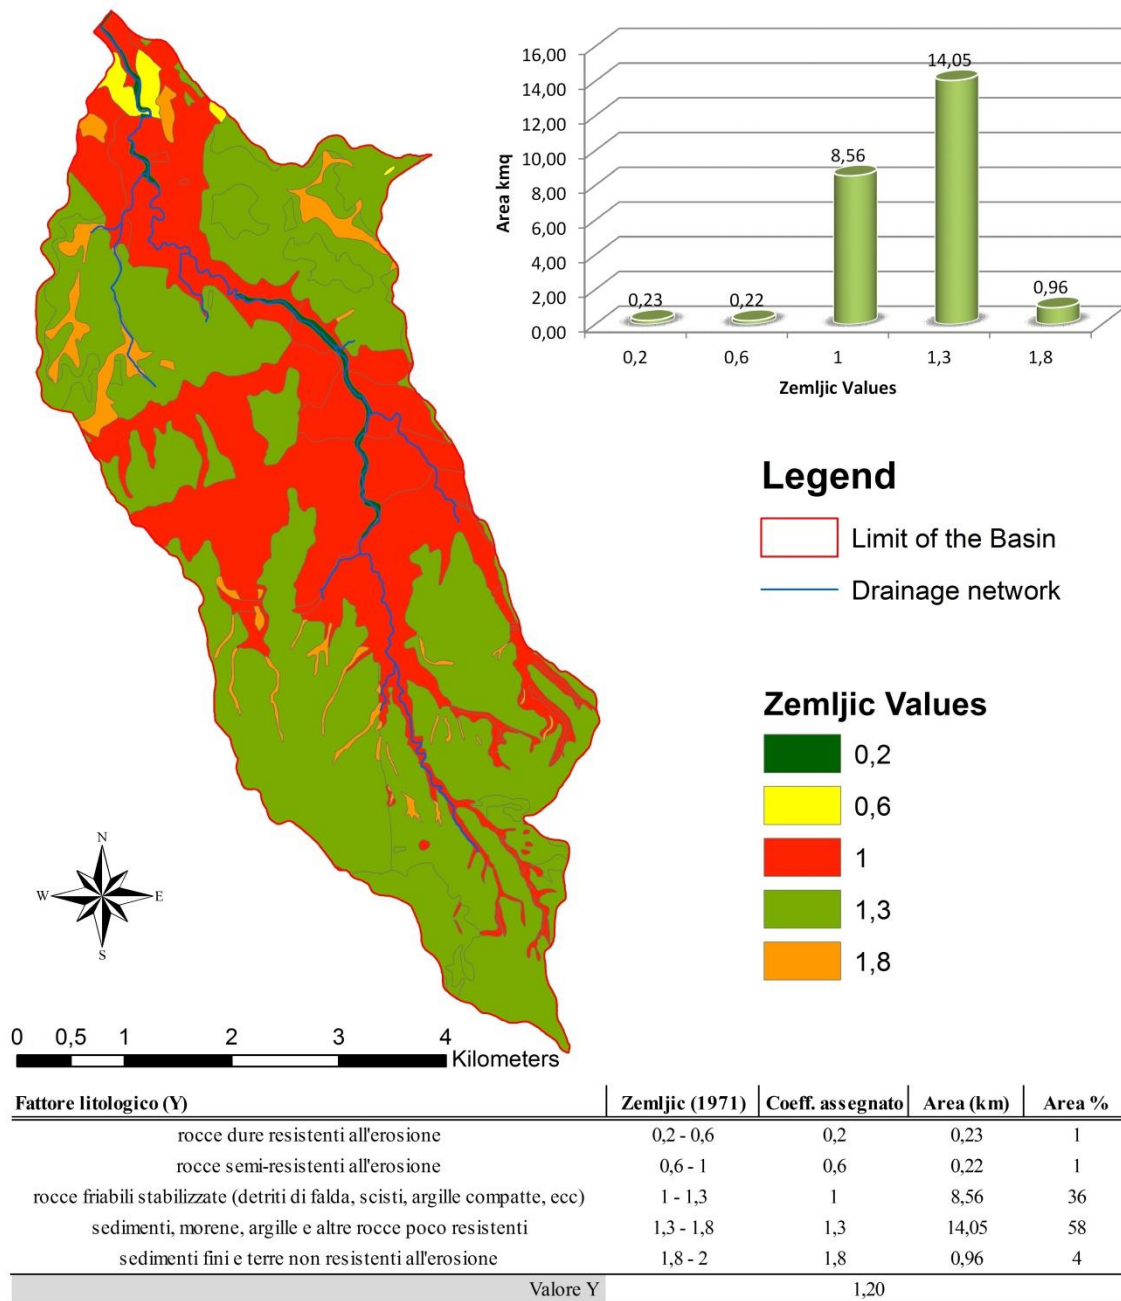 16,00
14,00
12,00
10,00
8,00
6,00
4,00
2,00
0,00
Area kmq
0,23
0,22
8,56
14,05
0,96
0,2 0,6 1 1,3 1,8
Zemljic Values
Legend
Limit of the Basin
Drainage network
Zemljic Values
0,2
0,6
1
1,3
1,8
N
W E
S
0 0,5 1 2 3 4
Kilometers
Fattore litologico (Y) Zemljic (1971) Coeff. assegnato Area (km) Area %
rocce dure resistenti all'erosione 0,2 - 0,6 0,2 0,23 1
rocce semi-resistenti all'erosione 0,6 - 1 0,6 0,22 1
rocce friabili stabilizzate (detriti di falda, scisti, argille compatte, ecc) 1 - 1,3 1 8,56 36
sedimenti, morene, argille e altre rocce poco resistenti 1,3 - 1,8 1,3 14,05 58
sedimenti fini e terre non resistenti all'erosione 1,8 - 2 1,8 0,96 4
Valore Y 1,20